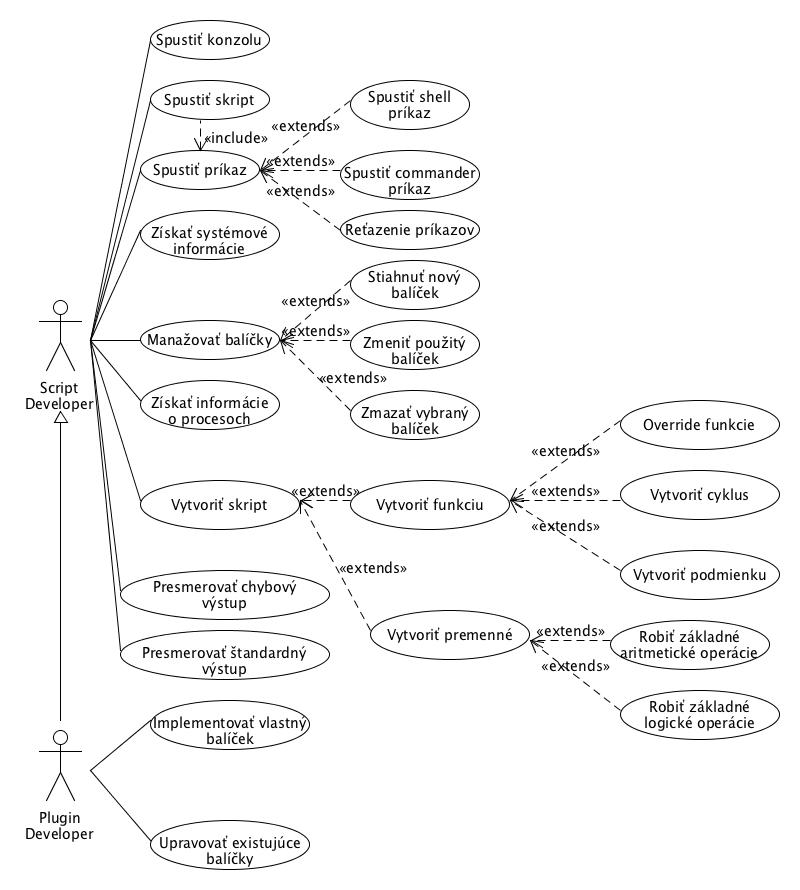 Spustiť konzolu
Spustiť skript
«include»
Spustiť príkaz
«extends»
Spustiť shell
príkaz
«extends»
Spustiť commander
príkaz
«extends»
Reťazenie príkazov
Získať systémové
informácie
Manažovať balíčky
«extends»
Stiahnuť nový
balíček
«extends»
Zmeniť použitý
balíček
«extends»
Zmazať vybraný
balíček
Script
Developer
Získať informácie
o procesoch
Vytvoriť skript
«extends»
Vytvoriť funkciu
«extends»
Override funkcie
«extends»
Vytvoriť cyklus
«extends»
Vytvoriť podmienku
«extends»
Vytvoriť premenné
«extends»
Robiť základné
aritmetické operácie
«extends»
Robiť základné
logické operácie
Presmerovať chybový
výstup
Presmerovať štandardný
výstup
Implementovať vlastný
balíček
Plugin
Developer
Upravovať existujúce
balíčky